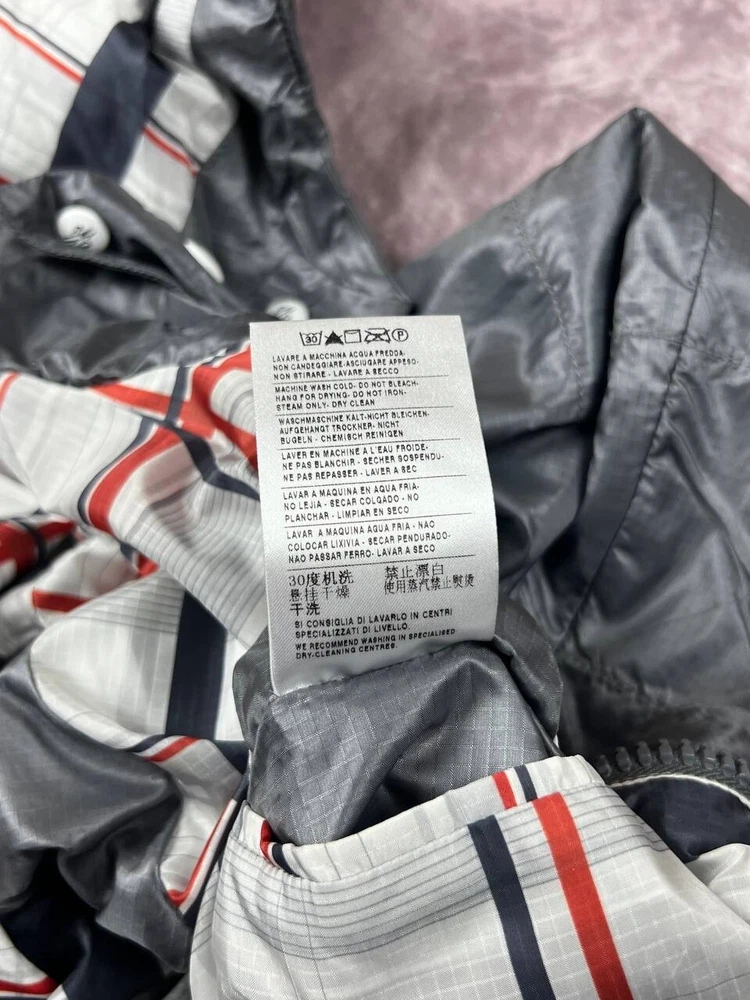 30 P
LAVARE A MACCHINA ACQUA FREDDA-
NON CANDEGGIARE-ASCIUGARE APPESO-
NON STIRARE - LAVARE A SECCO
MACHINE WASH COLD- DO NOT BLEACH-
HANG FOR DRYING- DO NOT IRON-
STEAM ONLY- DRY CLEAN
WASCHMASCHINE KALT-NICHT BLEICHEN-
AUFGEHANGT TROCKNER- NICHT
BUGELN - CHEMISCH REINIGEN
LAVER EN MACHINE A L'EAU FROIDE-
NE PAS BLANCHIR - SECHER SOSPENDU-
NE PAS REPASSER - LAVER A SEC
LAVAR A MAQUINA EN AQUA FRIA-
NO LEJIA - SECAR COLGADO - NO
PLANCHAR - LIMPIAR EN SECO
LAVAR A MAQUINA AGUA FRIA - NAO
COLOCAR LIXIVIA - SECAR PENDURADO-
NAO PASSAR FERRO- LAVAR A SECO
30度机洗 禁止漂白
悬挂干燥 使用蒸汽禁止熨烫
干洗
SI CONSIGLIA DI LAVARLO IN CENTRI
SPECIALIZZATI DI LIVELLO.
WE RECOMMEND WASHING IN SPECIALISED
DRY-CLEANING CENTRES.